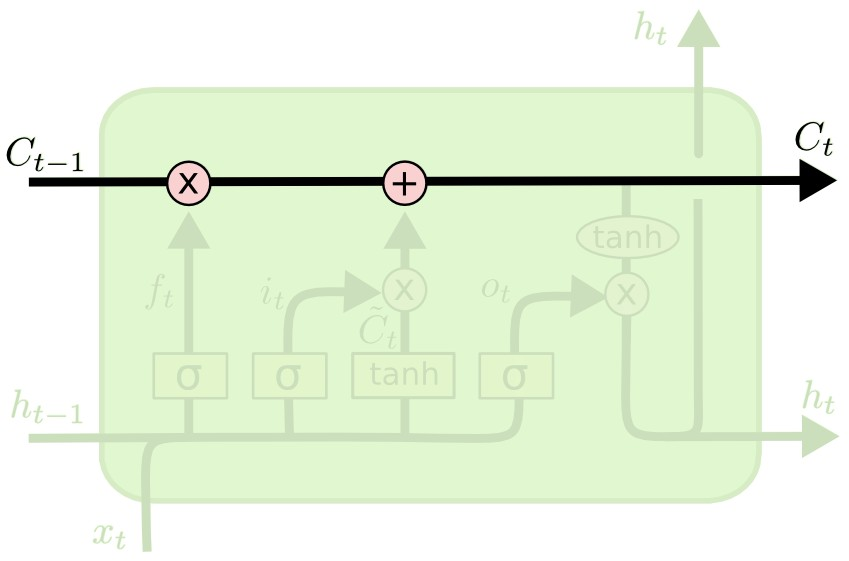 h_t
C_{t-1}
C_t
x
+
tanh
f_t
i_t
x
o_t
x
C̃_t
σ
σ
tanh
σ
h_{t-1}
h_t
x_t